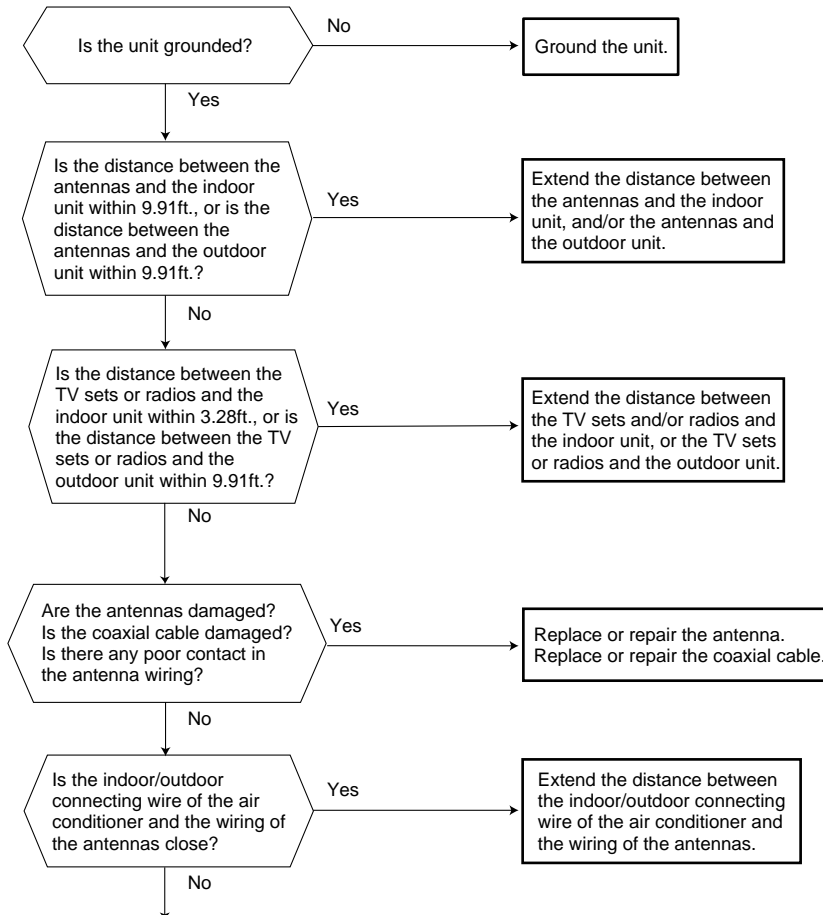 Is the unit grounded?
No
Ground the unit.
Yes
Is the distance between the
antennas and the indoor
unit within 9.91ft., or is the
distance between the
antennas and the outdoor
unit within 9.91ft.?
Yes
Extend the distance between
the antennas and the indoor
unit, and/or the antennas and
the outdoor unit.
No
Is the distance between the
TV sets or radios and the
indoor unit within 3.28ft., or is
the distance between the TV
sets or radios and the
outdoor unit within 9.91ft.?
Yes
Extend the distance between
the TV sets and/or radios and
the indoor unit, or the TV sets
or radios and the outdoor unit.
No
Are the antennas damaged?
Is the coaxial cable damaged?
Is there any poor contact in
the antenna wiring?
Yes
Replace or repair the antenna.
Replace or repair the coaxial cable.
No
Is the indoor/outdoor
connecting wire of the air
conditioner and the wiring of
the antennas close?
Yes
Extend the distance between
the indoor/outdoor connecting
wire of the air conditioner and
the wiring of the antennas.
No